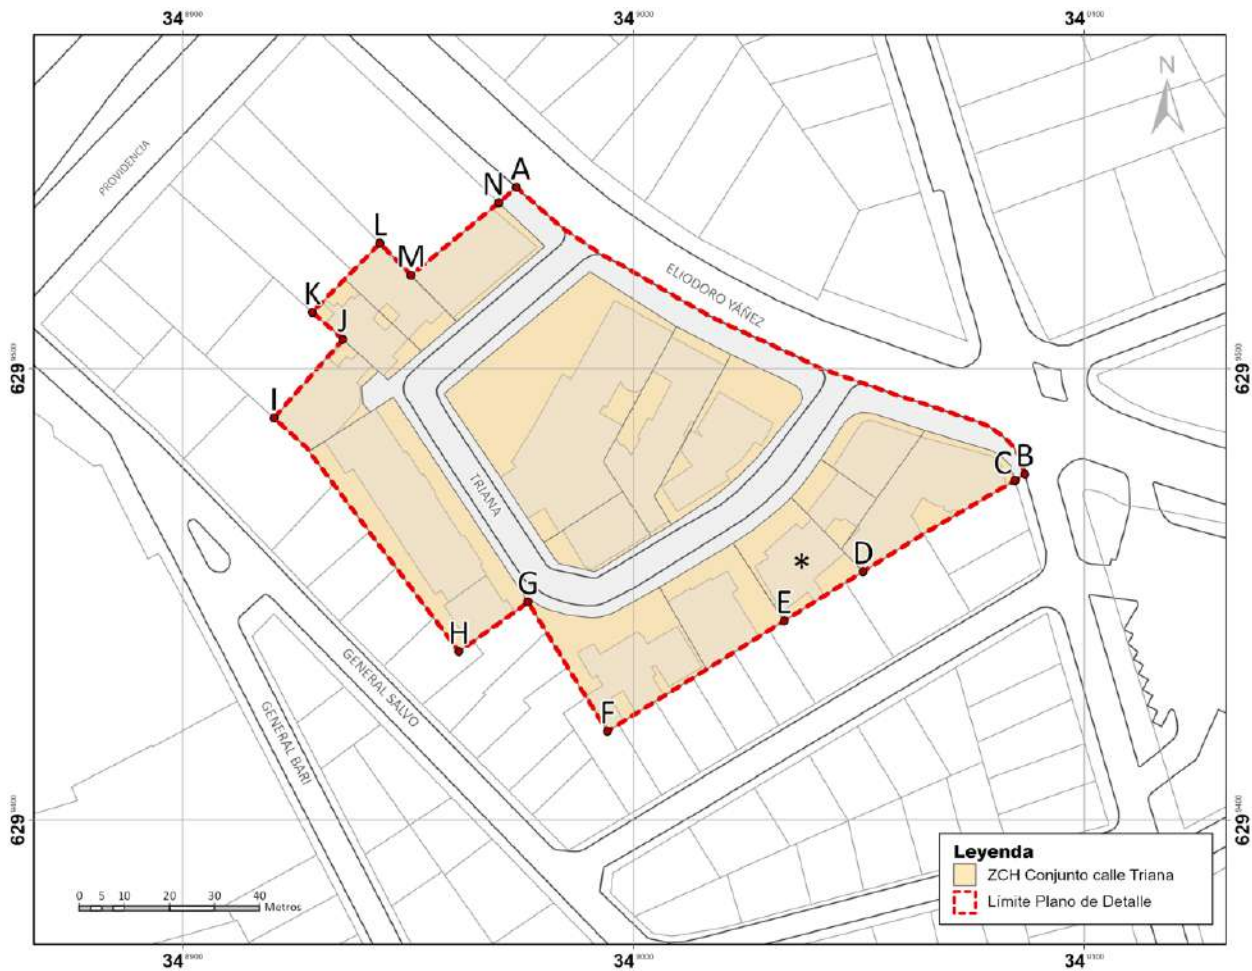 34 8900
34 9000
34 9100
N
PROVIDENCIA
A
N
L
M
ELIODORO YÁÑEZ
K
J
629 9500
629 9500
I
B
C
TRIANA
*
D
G
E
H
GENERAL SALVO
F
GENERAL BARI
629 9400
629 9400
Leyenda
ZCH Conjunto calle Triana
Límite Plano de Detalle
0 5 10 20 30 40
Metros
34 8900
34 9000
34 9100